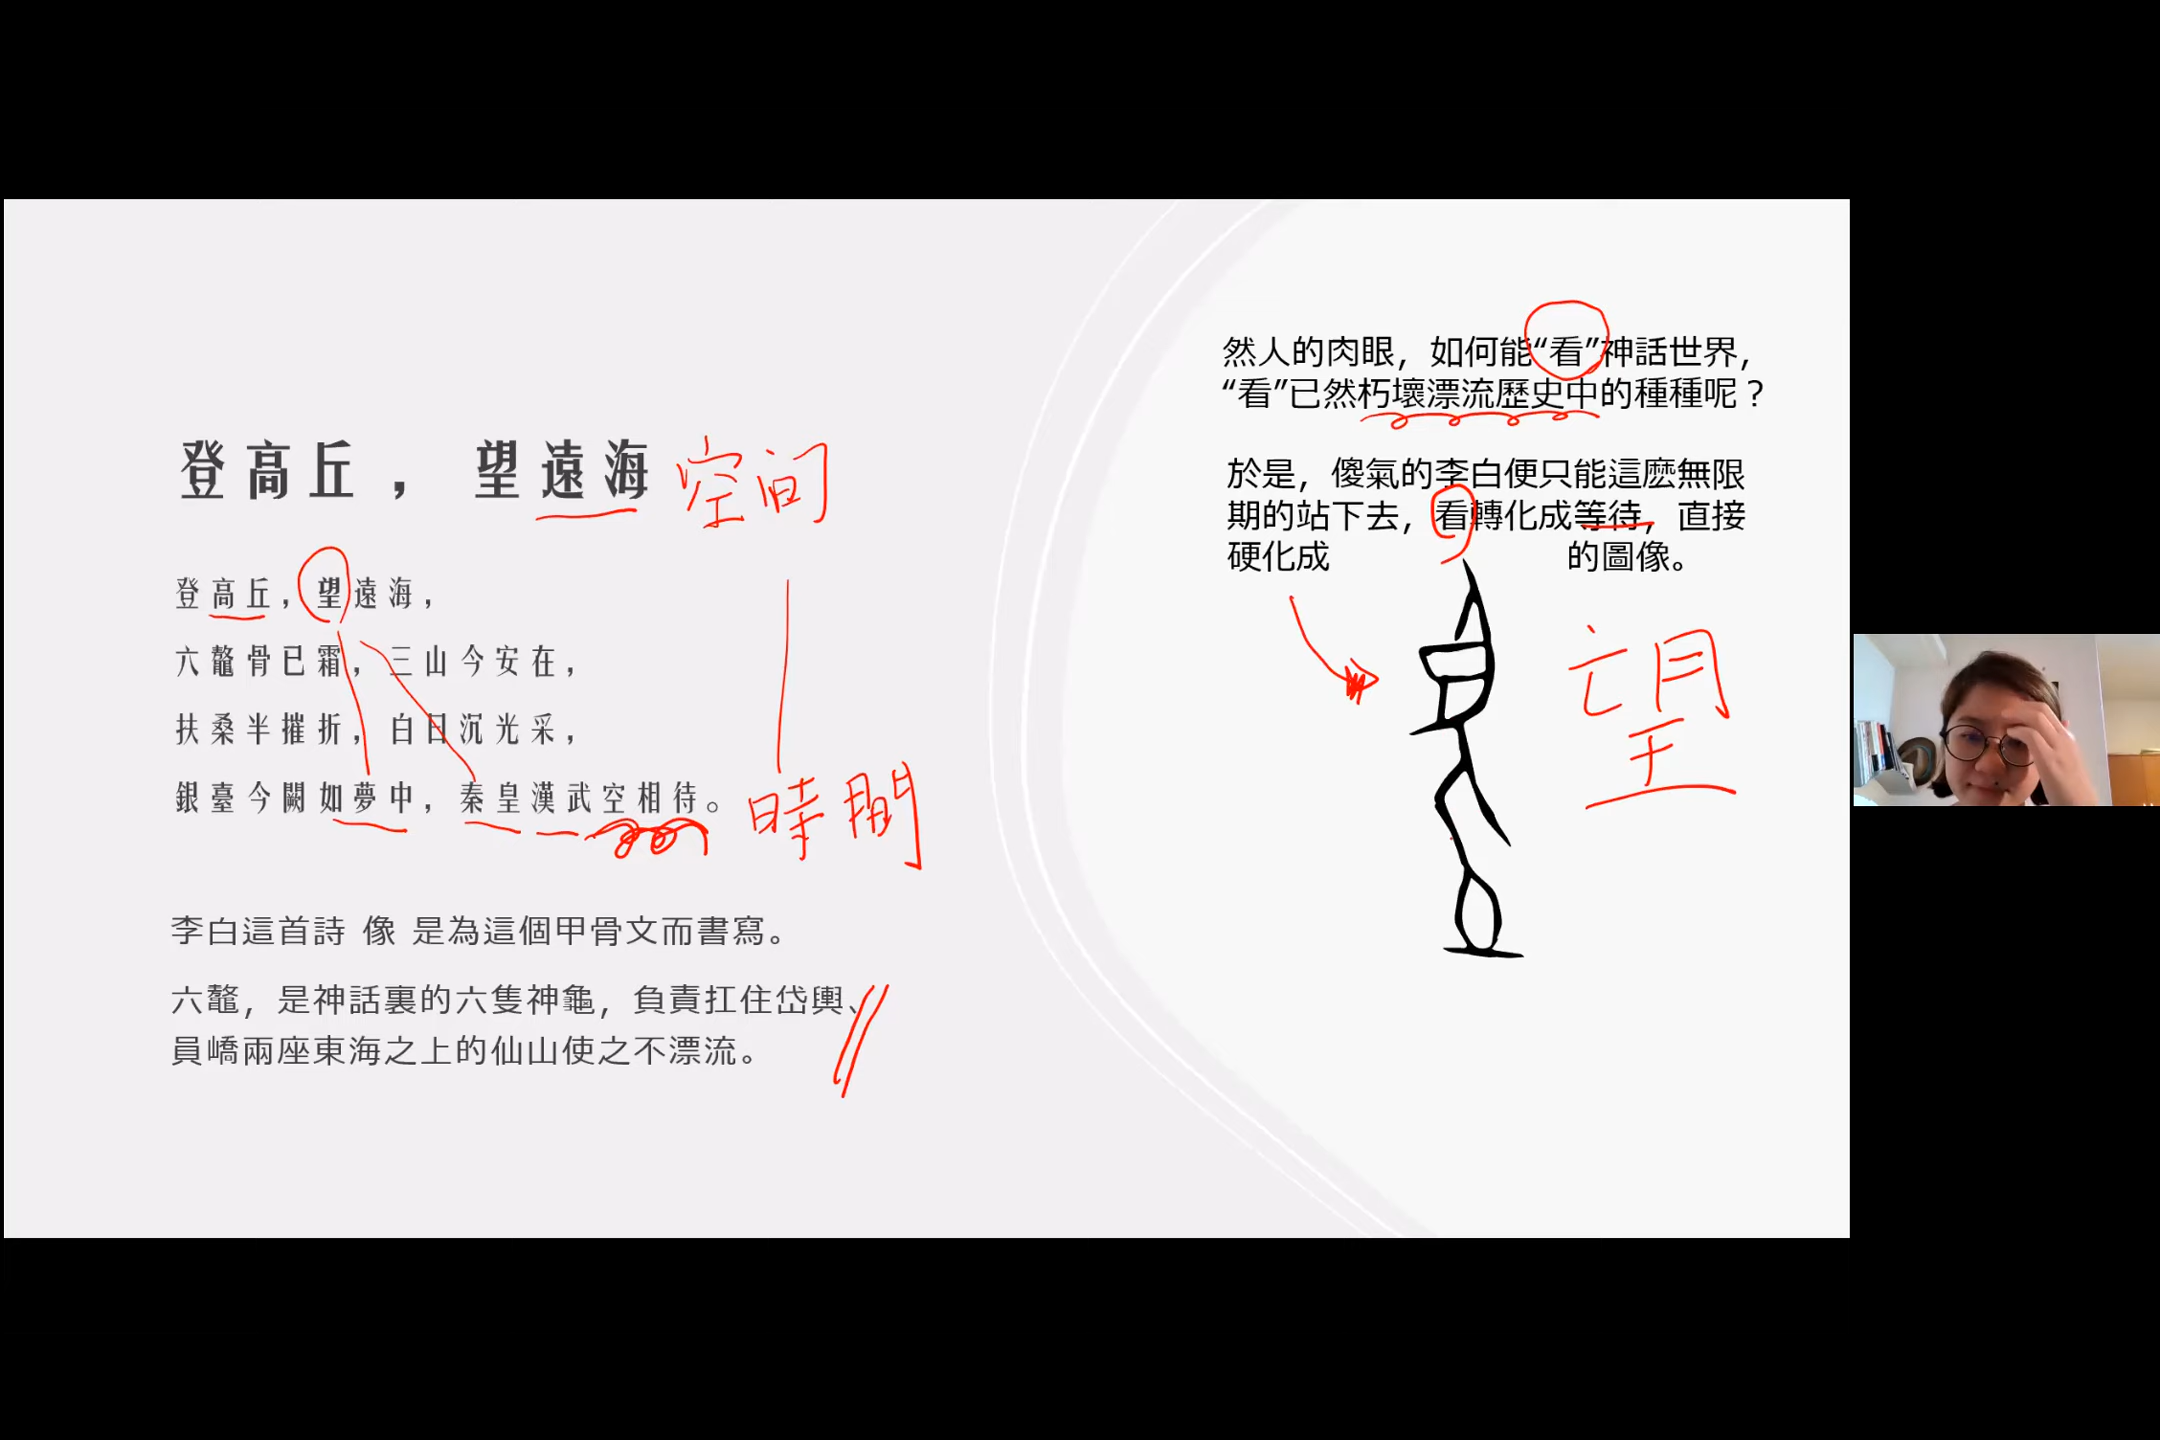 登高丘，望遠海
空间
登高丘，望遠海，
六鼇骨已霜，三山今安在，
扶桑半摧折，白日沉光采，
銀臺今闕如夢中，秦皇漢武空相待。
時間
李白這首詩 像 是為這個甲骨文而書寫。
六鼇，是神話裏的六隻神龜，負責扛住岱輿、
員嶠兩座東海之上的仙山使之不漂流。
然人的肉眼，如何能“看”神話世界，
“看”已然朽壞漂流歷史中的種種呢？
於是，傻氣的李白便只能這麽無限
期的站下去，看轉化成等待，直接
硬化成 的圖像。
望